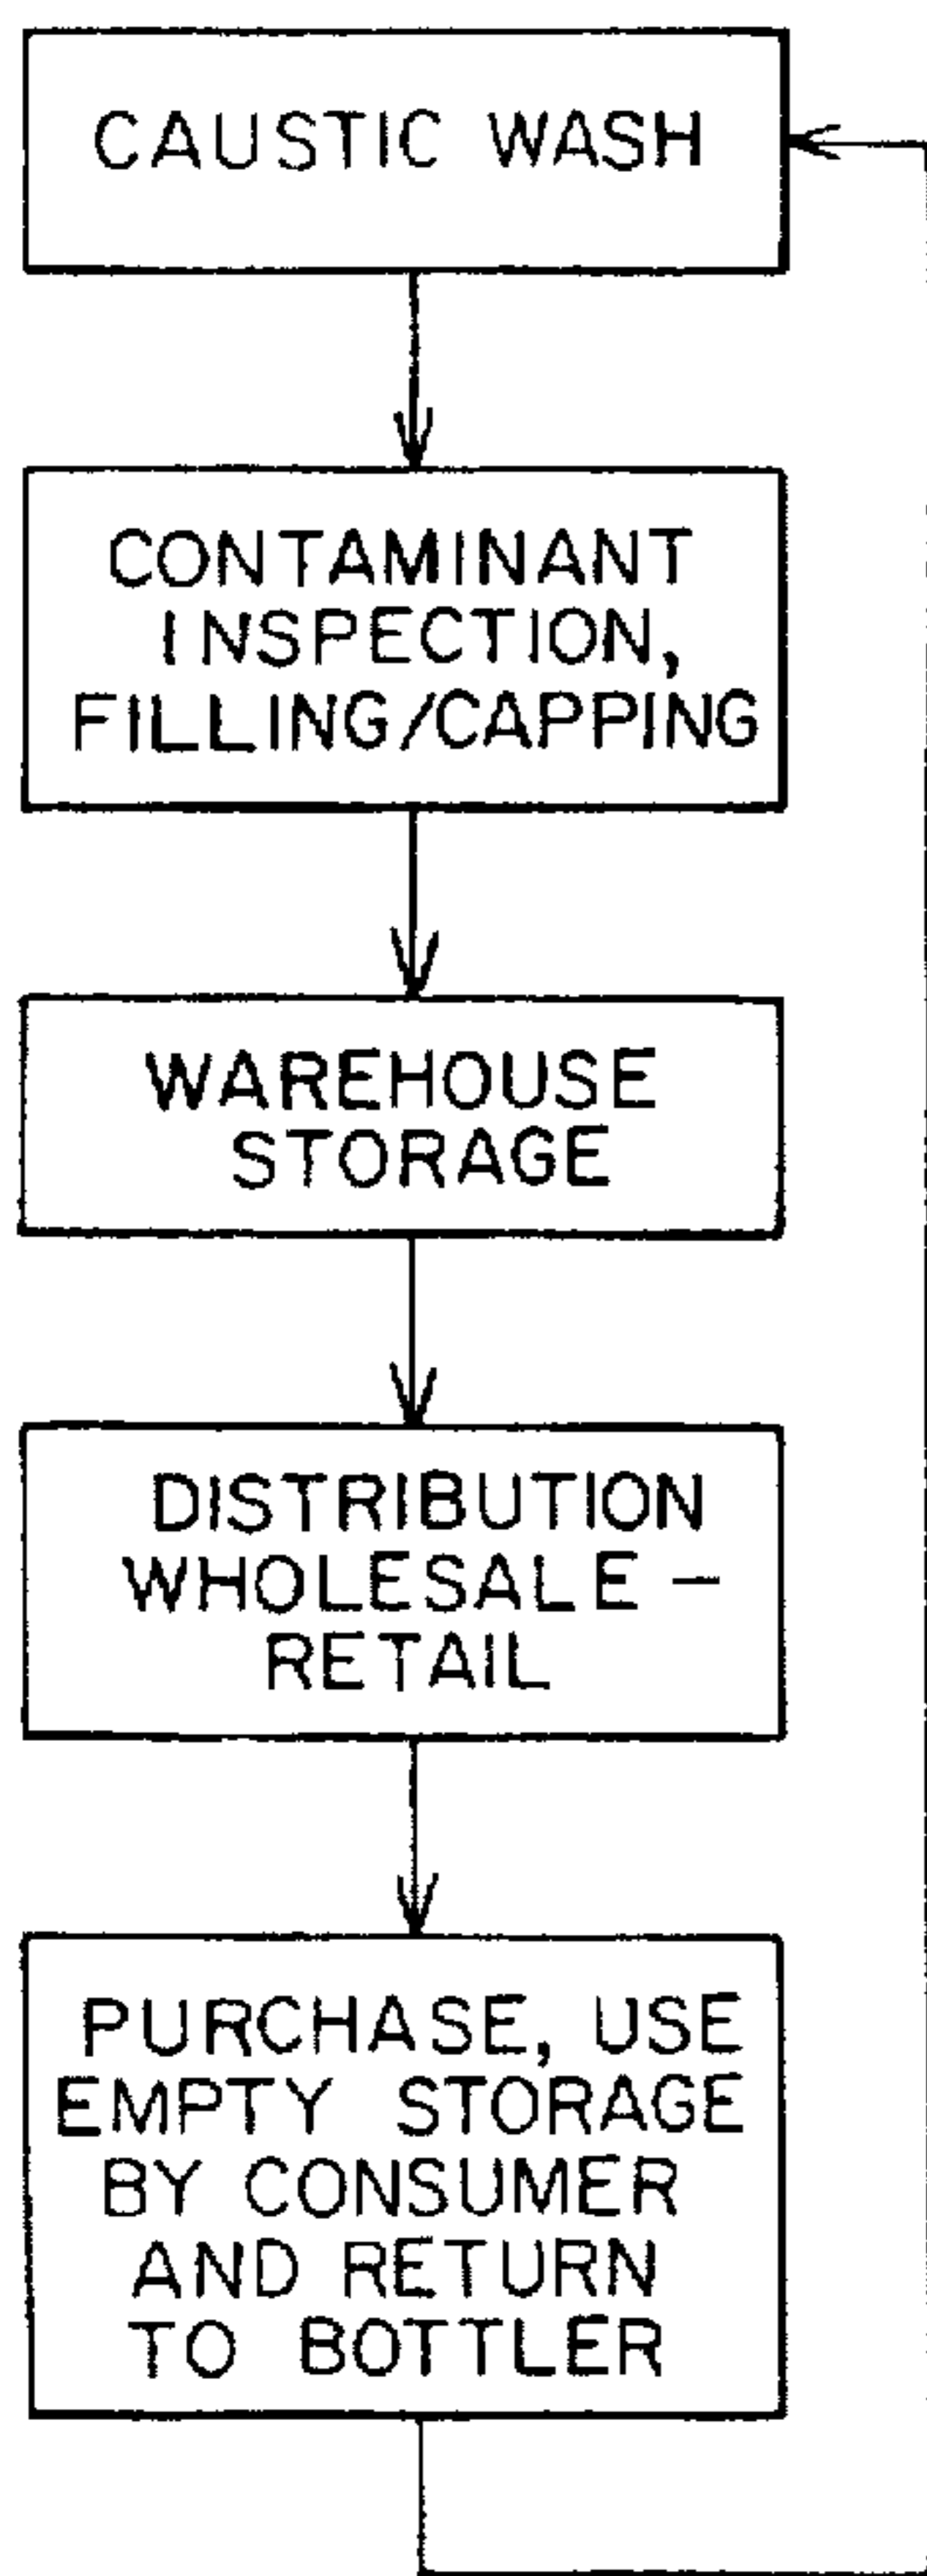 CAUSTIC WASH
CONTAMINANT
INSPECTION,
FILLING/CAPPING
WAREHOUSE
STORAGE
DISTRIBUTION
WHOLESALE –
RETAIL
PURCHASE, USE
EMPTY STORAGE
BY CONSUMER
AND RETURN
TO BOTTLER